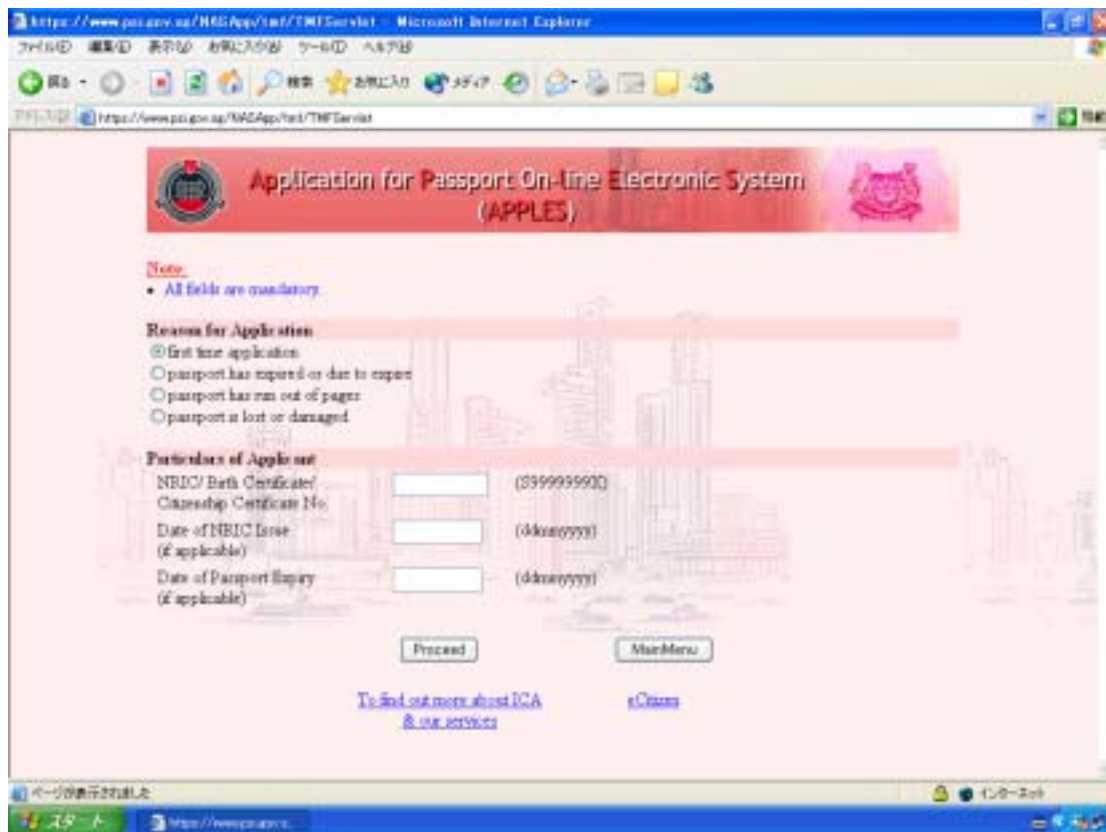 https://www.psi.gov.sg/NASApp/tmf/TMFServlet - Microsoft Internet Explorer
ファイル(F) 編集(E) 表示(V) お気に入り(A) ツール(T) ヘルプ(H)
戻る 検索 お気に入り メディア
アドレス(D) https://www.psi.gov.sg/NASApp/tmf/TMFServlet 移動
Application for Passport On-line Electronic System
(APPLES)
Note:
All fields are mandatory.
Reason for Application
first time application
passport has expired or due to expire
passport has run out of pages
passport is lost or damaged
Particulars of Applicant
NRIC/ Birth Certificate/ (S9999999X)
Citizenship Certificate No.
Date of NRIC Issue (ddmmyyyy)
(if applicable)
Date of Passport Expiry (ddmmyyyy)
(if applicable)
Proceed MainMenu
To find out more about ICA eCitizen
& our services
ページが表示されました インターネット
スタート